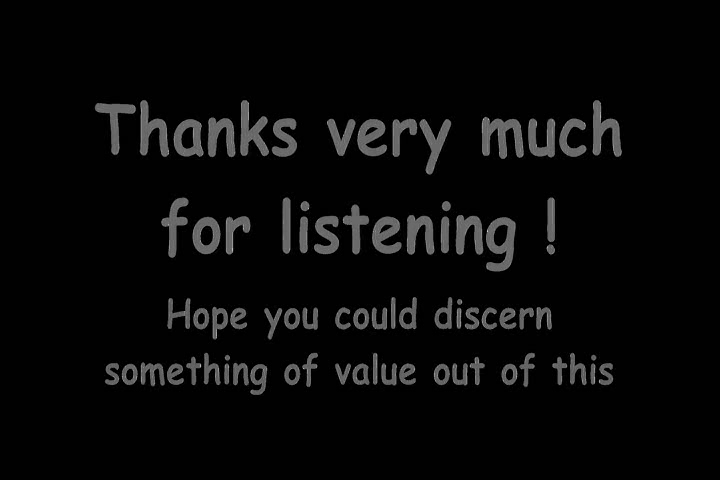 Thanks very much
for listening !
Hope you could discern
something of value out of this